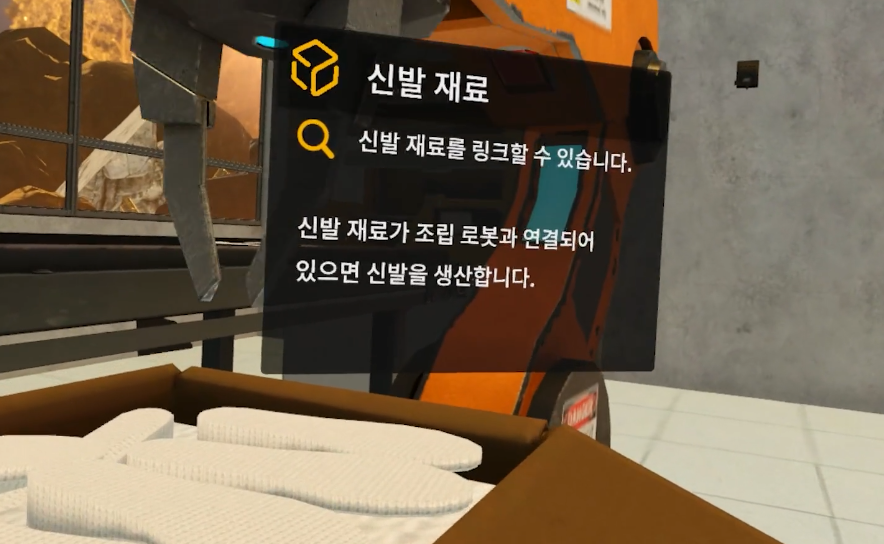 신발 재료
신발 재료를 링크할 수 있습니다.
신발 재료가 조립 로봇과 연결되어
있으면 신발을 생산합니다.
DANGER